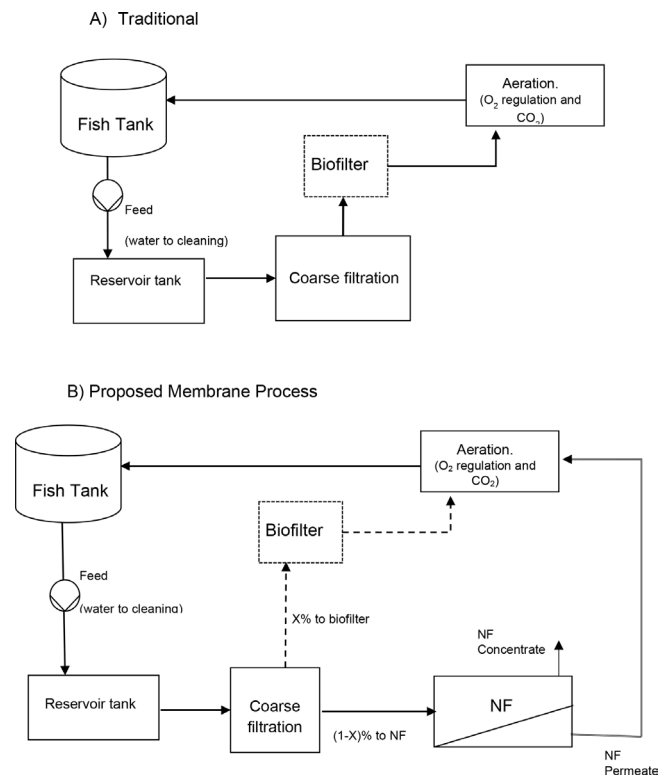 A) Traditional
Fish Tank
Aeration.
(O₂ regulation and
CO₂)
Biofilter
Feed
(water to cleaning)
Reservoir tank
Coarse filtration
B) Proposed Membrane Process
Fish Tank
Aeration.
(O₂ regulation and
CO₂)
Biofilter
Feed
(water to cleaning)
X% to biofilter
NF
Concentrate
Reservoir tank
Coarse
filtration
(1-X)% to NF
NF
NF
Permeate